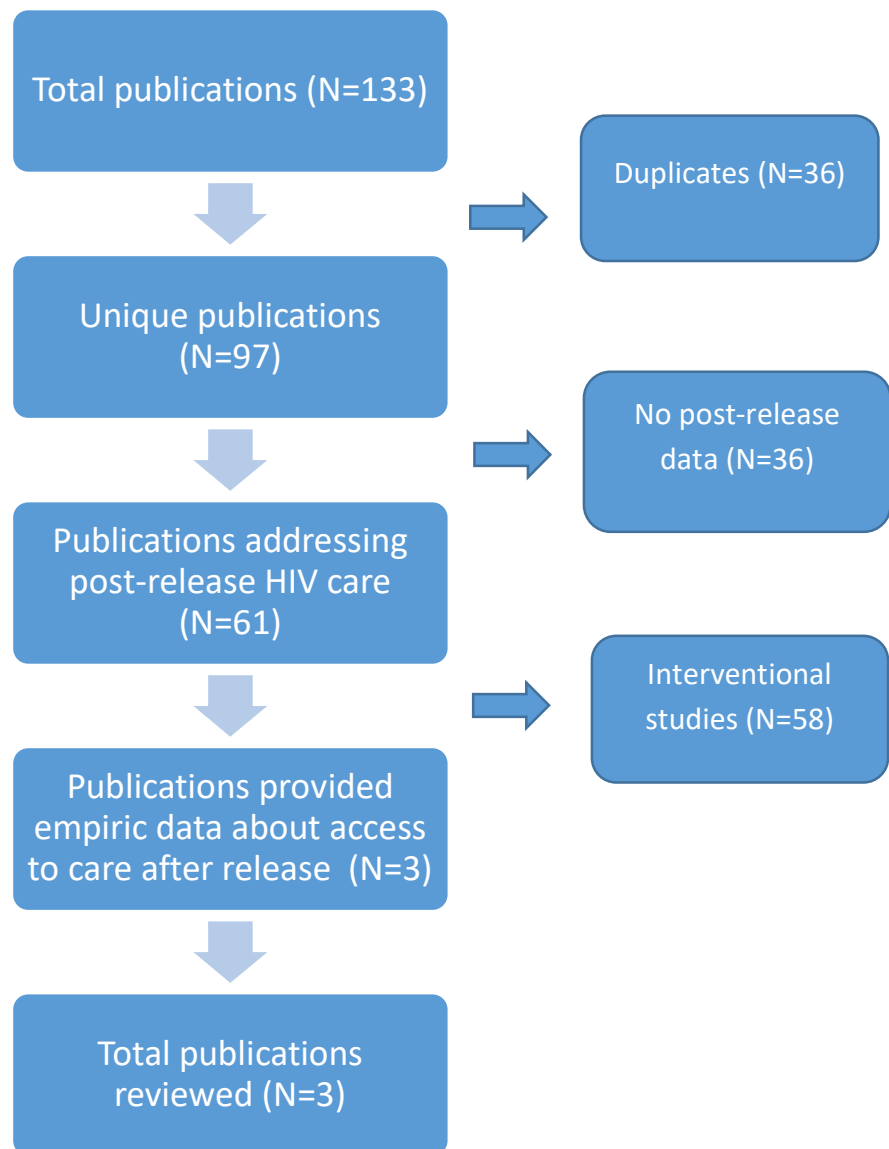 Total publications (N=133)
Duplicates (N=36)
Unique publications
(N=97)
No post-release
data (N=36)
Publications addressing
post-release HIV care
(N=61)
Interventional
studies (N=58)
Publications provided
empiric data about access
to care after release  (N=3)
Total publications
reviewed (N=3)